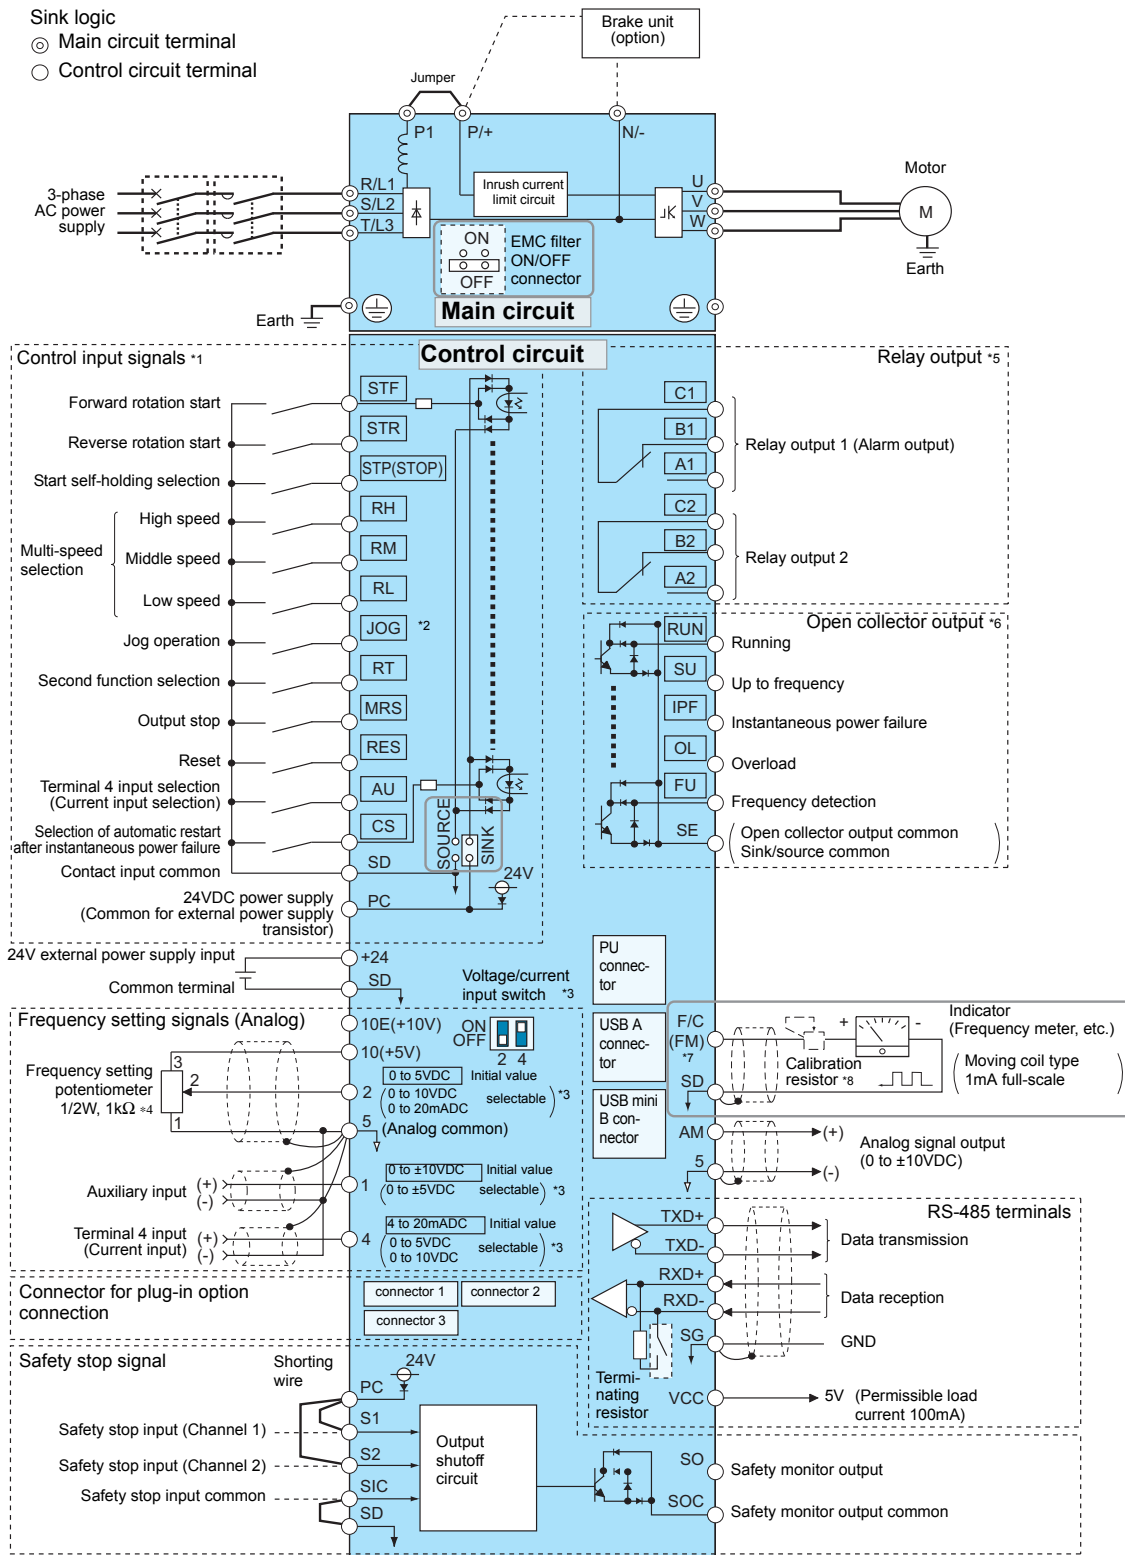 Sink logic
Main circuit terminal
Control circuit terminal
Brake unit
(option)
Jumper
P1
P/+
N/-
3-phase
AC power
supply
R/L1
S/L2
T/L3
Inrush current
limit circuit
U
V
W
Motor
M
Earth
ON
OFF
EMC filter
ON/OFF
connector
Earth
Main circuit
Control circuit
Control input signals *1
Forward rotation start
STF
Reverse rotation start
STR
Start self-holding selection
STP(STOP)
Multi-speed
selection
High speed
RH
Middle speed
RM
Low speed
RL
Jog operation
JOG *2
Second function selection
RT
Output stop
MRS
Reset
RES
Terminal 4 input selection
(Current input selection)
AU
Selection of automatic restart
after instantaneous power failure
CS
Contact input common
SD
SOURCE
SINK
24V
24VDC power supply
(Common for external power supply
transistor)
PC
Relay output *5
C1
B1
A1
Relay output 1 (Alarm output)
C2
B2
A2
Relay output 2
Open collector output *6
RUN
Running
SU
Up to frequency
IPF
Instantaneous power failure
OL
Overload
FU
Frequency detection
SE
(Open collector output common
Sink/source common)
24V external power supply input
+24
Common terminal
SD
Voltage/current
input switch *3
ON
OFF
2 4
PU
connec-
tor
USB A
connec-
tor
USB mini
B con-
nector
Frequency setting signals (Analog)
10E(+10V)
10(+5V)
Frequency setting
potentiometer
1/2W, 1kΩ *4
3
2
1
2
0 to 5VDC Initial value
(0 to 10VDC
0 to 20mADC selectable) *3
5
(Analog common)
Auxiliary input
(+)
(-)
1
0 to ±10VDC Initial value
(0 to ±5VDC selectable) *3
Terminal 4 input
(Current input)
(+)
(-)
4
4 to 20mADC Initial value
(0 to 5VDC
0 to 10VDC selectable) *3
F/C
(FM)
*7
SD
+
-
Calibration
resistor *8
Indicator
(Frequency meter, etc.)
(Moving coil type
1mA full-scale)
AM
(+)
5
(-)
Analog signal output
(0 to ±10VDC)
RS-485 terminals
TXD+
TXD-
Data transmission
RXD+
RXD-
Data reception
SG
GND
Termi-
nating
resistor
VCC
5V
(Permissible load
current 100mA)
Connector for plug-in option
connection
connector 1
connector 2
connector 3
Safety stop signal
Shorting
wire
24V
PC
Safety stop input (Channel 1)
S1
Safety stop input (Channel 2)
S2
Safety stop input common
SIC
SD
Output
shutoff
circuit
SO
Safety monitor output
SOC
Safety monitor output common